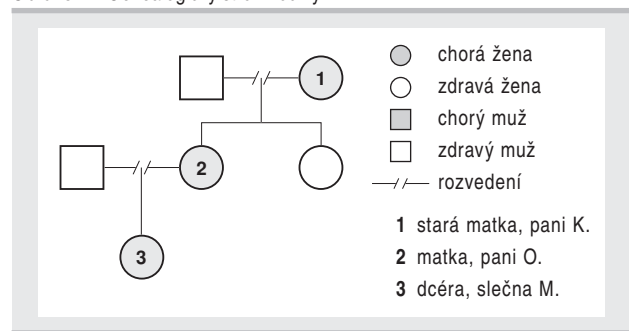 1
2
3
chorá žena
zdravá žena
chorý muž
zdravý muž
rozvedení
1 stará matka, pani K.
2 matka, pani O.
3 dcéra, slečna M.